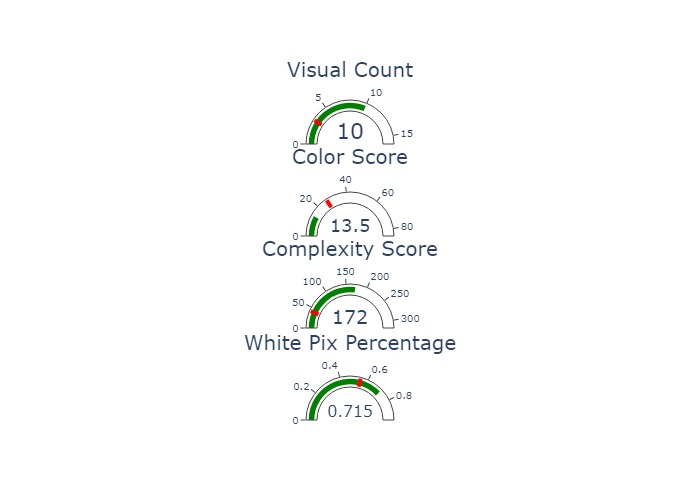 Visual Count
0 5 10 15
10
Color Score
0 20 40 60 80
13.5
Complexity Score
0 50 100 150 200 250 300
172
White Pix Percentage
0 0.2 0.4 0.6 0.8
0.715